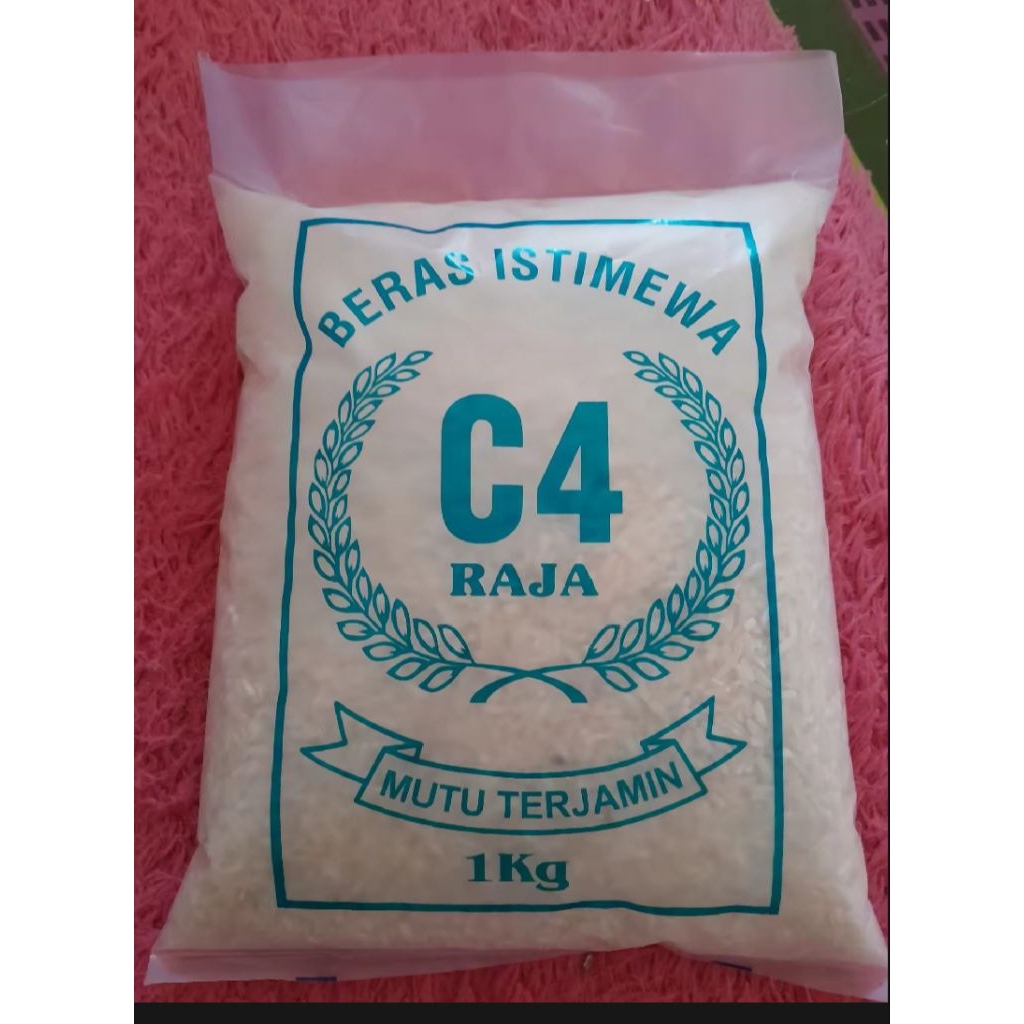 BERAS ISTIMEWA
C4
RAJA
MUTU TERJAMIN
1Kg